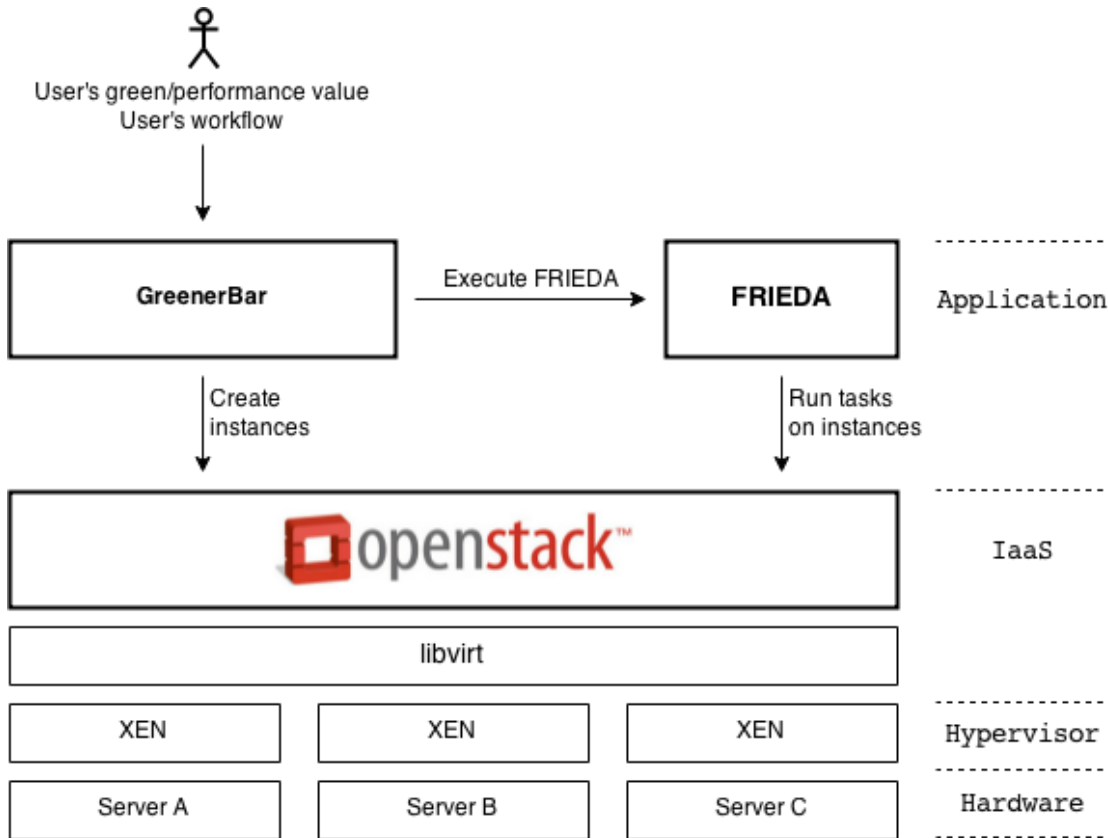 User's green/performance value
User's workflow
GreenerBar
Execute FRIEDA
FRIEDA
Application
Create
instances
Run tasks
on instances
openstack™
IaaS
libvirt
XEN
XEN
XEN
Hypervisor
Server A
Server B
Server C
Hardware